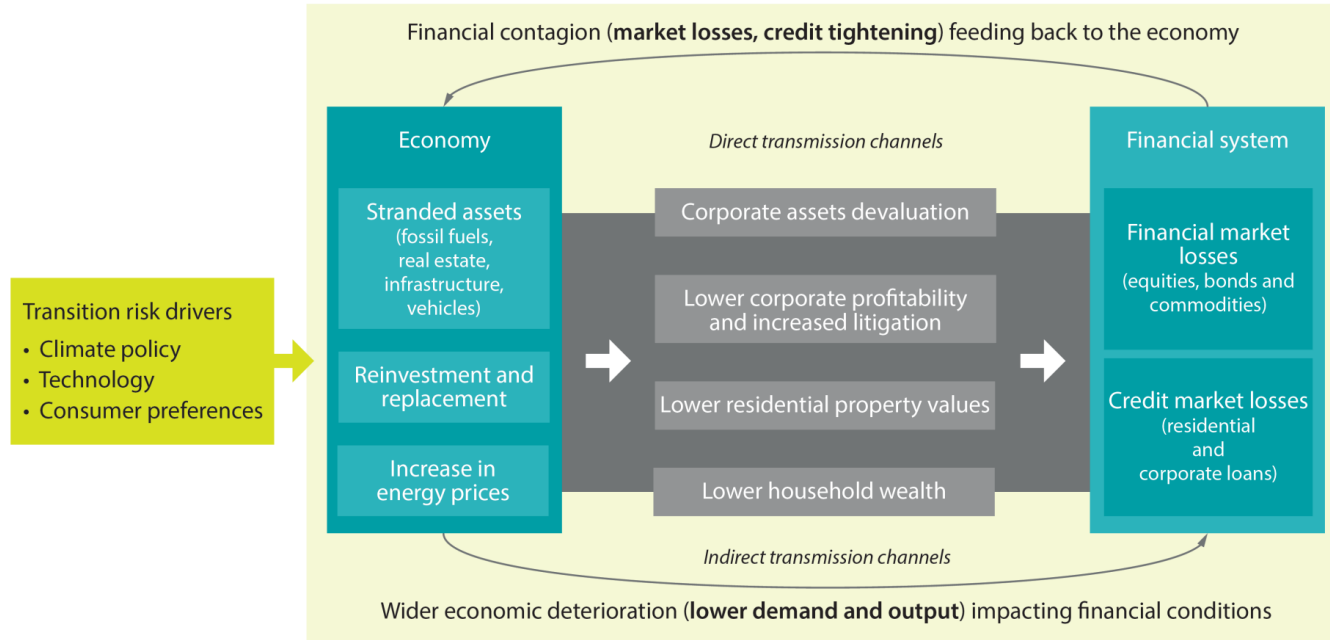 Financial contagion (market losses, credit tightening) feeding back to the economy
Transition risk drivers
• Climate policy
• Technology
• Consumer preferences
Economy
Stranded assets
(fossil fuels,
real estate,
infrastructure,
vehicles)
Reinvestment and
replacement
Increase in
energy prices
Direct transmission channels
Corporate assets devaluation
Lower corporate profitability
and increased litigation
Lower residential property values
Lower household wealth
Indirect transmission channels
Financial system
Financial market
losses
(equities, bonds and
commodities)
Credit market losses
(residential
and
corporate loans)
Wider economic deterioration (lower demand and output) impacting financial conditions